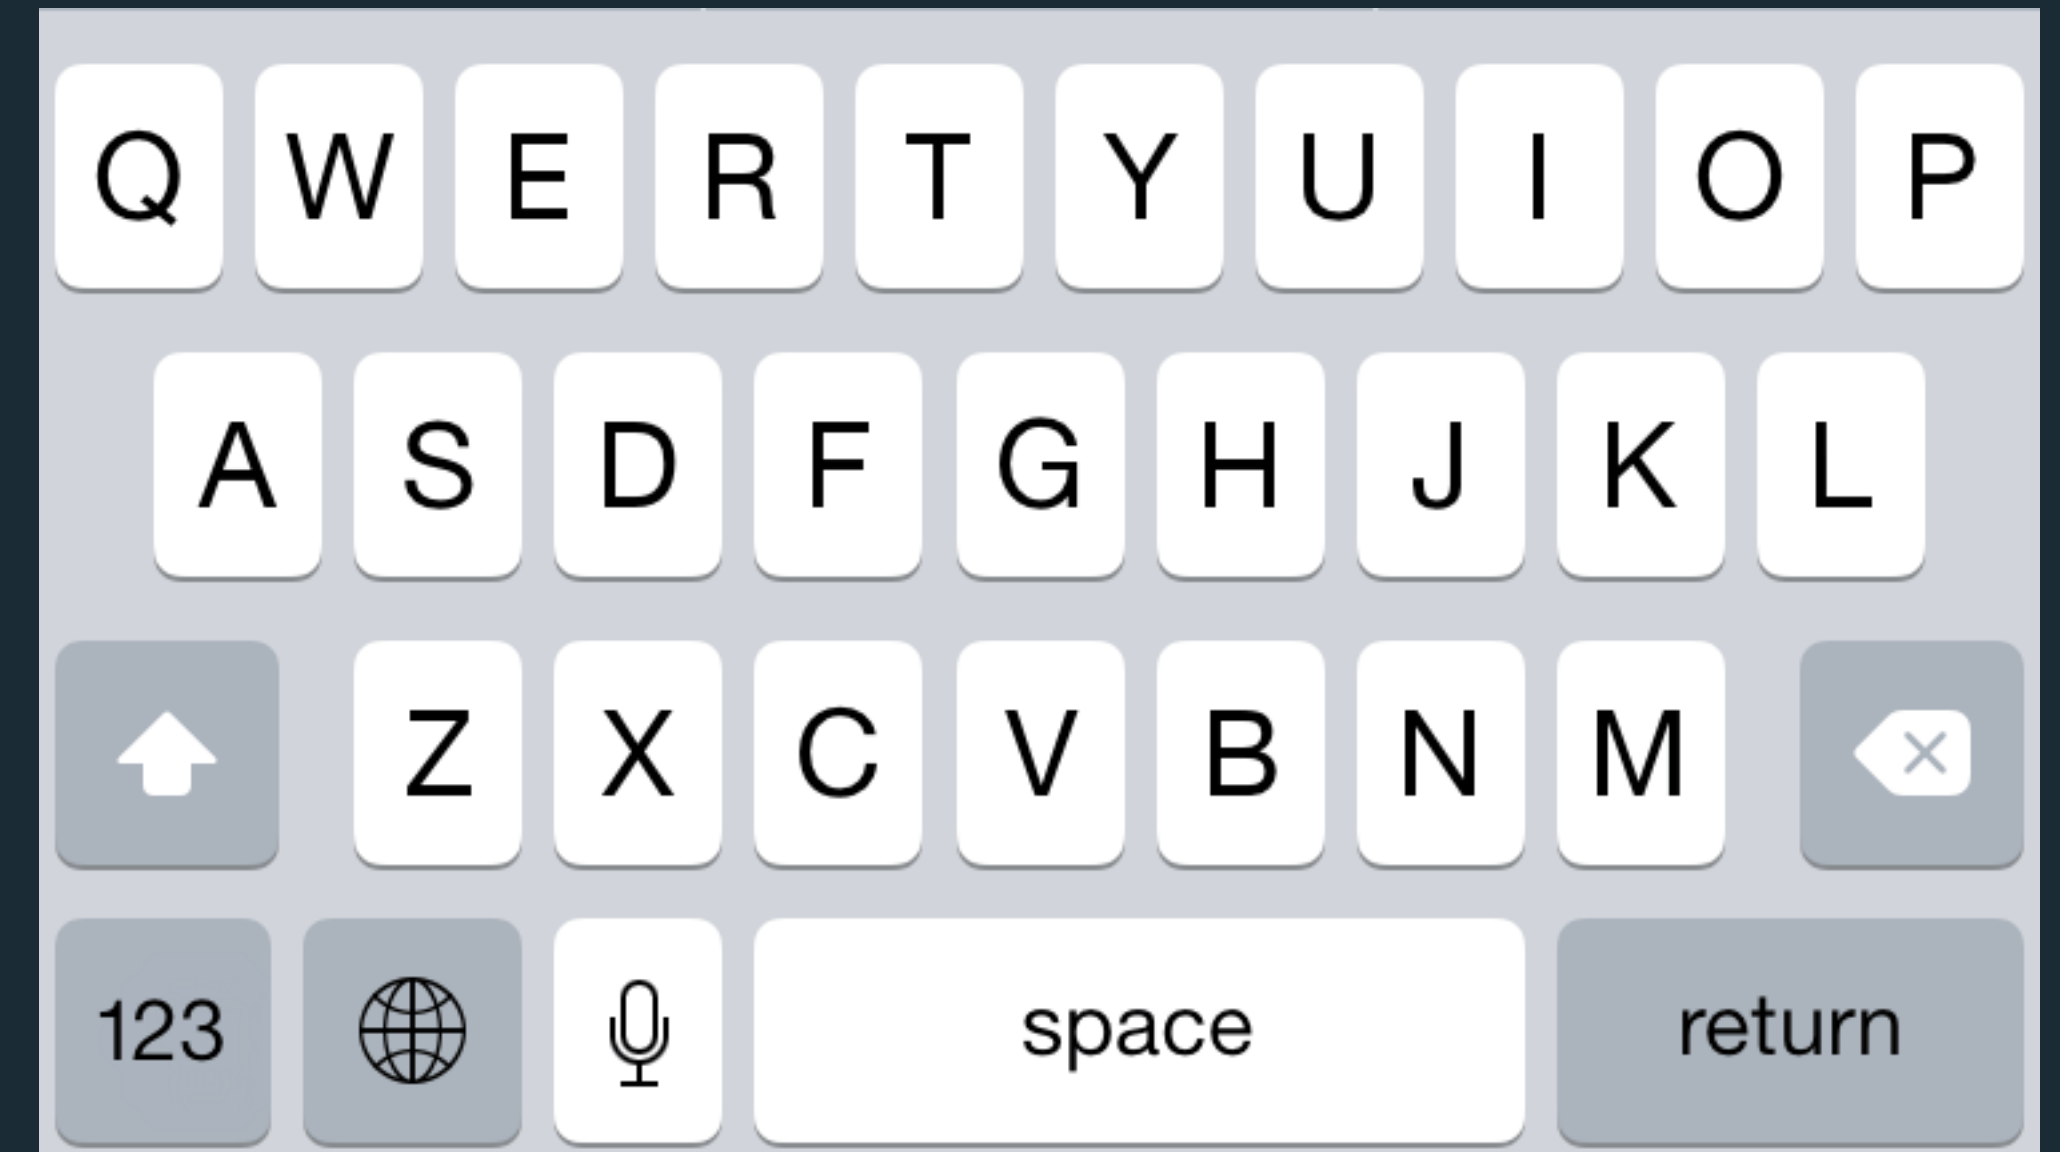 Q W E R T Y U I O P
A S D F G H J K L
Z X C V B N M
123 space return